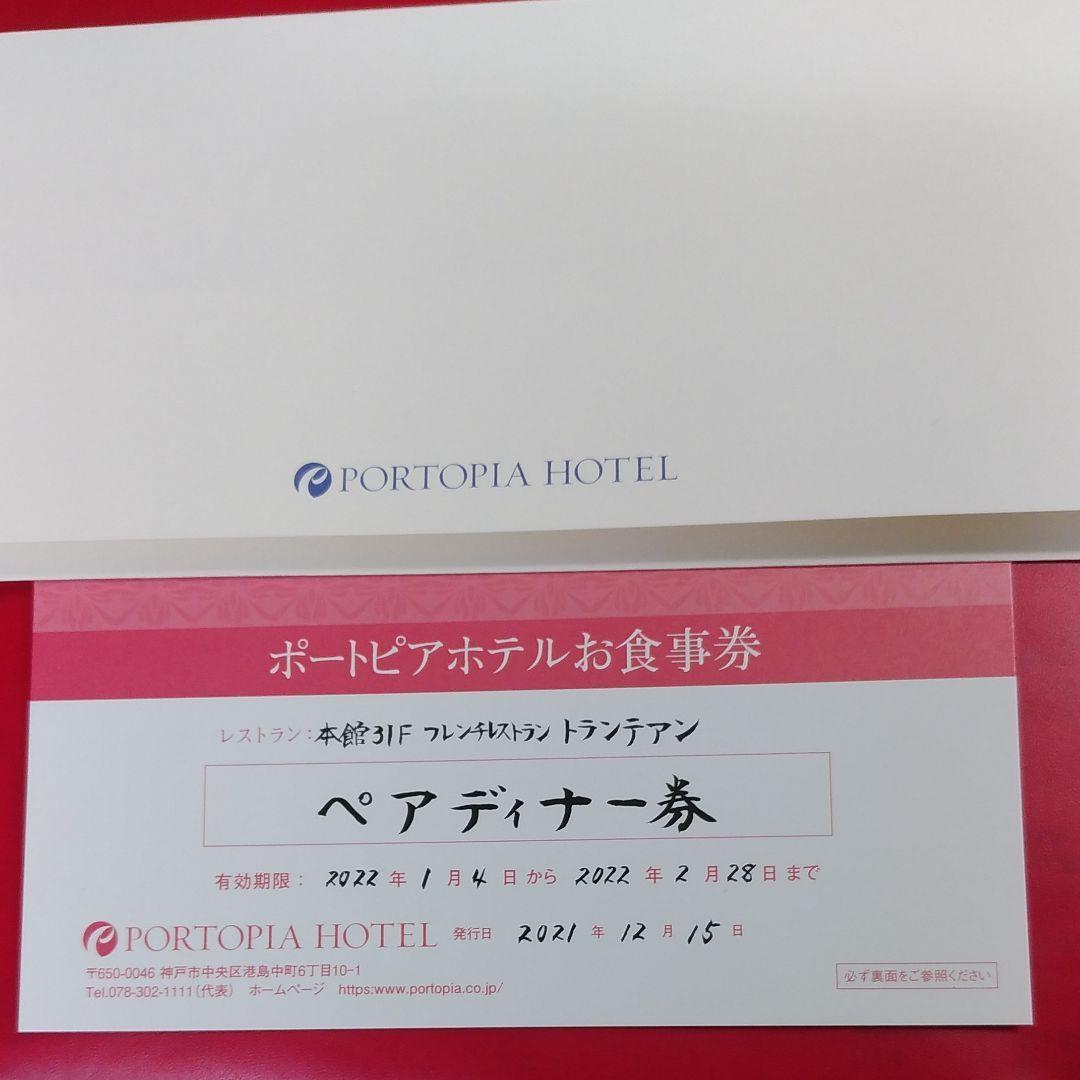 PORTOPIA HOTEL
ポートピアホテルお食事券
レストラン：本館31F フレンチレストラン トランテアン
ペアディナー券
有効期限： 2022 年 1 月 4 日 から 2022 年 2 月 28 日 まで
PORTOPIA HOTEL 発行日 2021 年 12 月 15 日
〒650-0046 神戸市中央区港島中町6丁目10-1
Tel.078-302-1111（代表） ホームページ https:www.portopia.co.jp/
必ず裏面をご参照ください